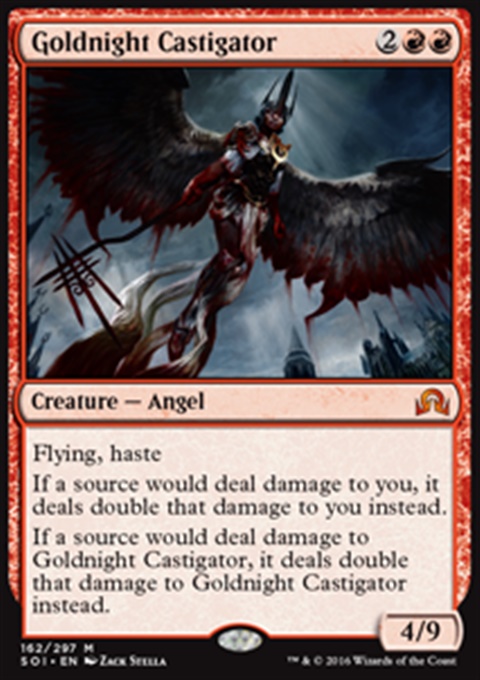 Goldnight Castigator 2
Creature — Angel
Flying, haste
If a source would deal damage to you, it
deals double that damage to you instead.
If a source would deal damage to
Goldnight Castigator, it deals double
that damage to Goldnight Castigator
instead.
4/9
162/297 M
SOI • EN Zack Stella
™ & © 2016 Wizards of the Coast